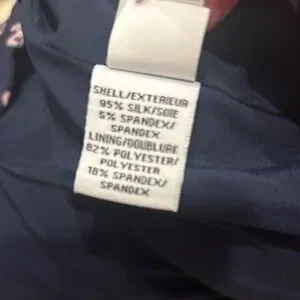 SHELL/EXTERIEUR
95% SILK/SOIE
5% SPANDEX/
SPANDEX
LINING/DOUBLURE
82% POLYESTER/
POLYESTER
18% SPANDEX/
SPANDEX